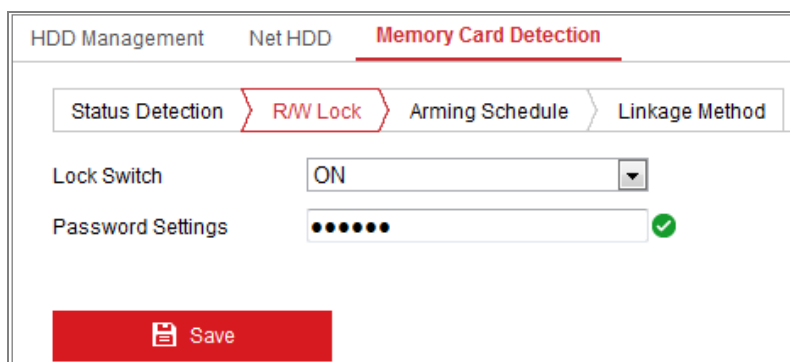 HDD Management Net HDD Memory Card Detection
Status Detection R/W Lock Arming Schedule Linkage Method
Lock Switch ON
Password Settings ●●●●●●
Save